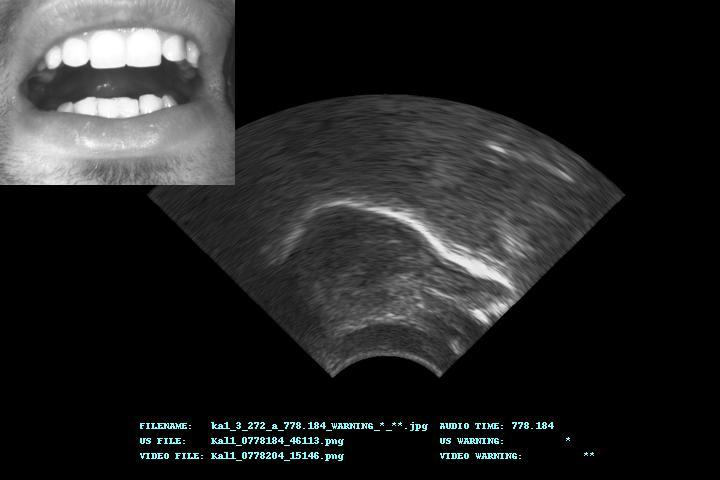 FILENAME: ka1_3_272_a_778.184_WARNING_*_**.jpg AUDIO TIME: 778.184
US FILE: Kal1_0778184_46113.png US WARNING: *
VIDEO FILE: Kal1_0778204_15146.png VIDEO WARNING: **